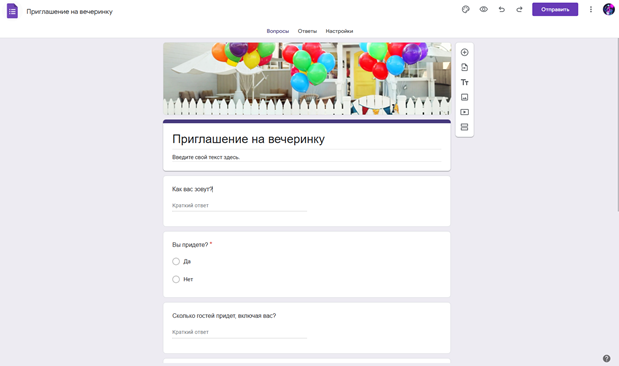 Приглашение на вечеринку
Отправить
Вопросы Ответы Настройки
Приглашение на вечеринку
Введите свой текст здесь.
Как вас зовут?
Краткий ответ
Вы придете? *
Да
Нет
Сколько гостей придет, включая вас?
Краткий ответ